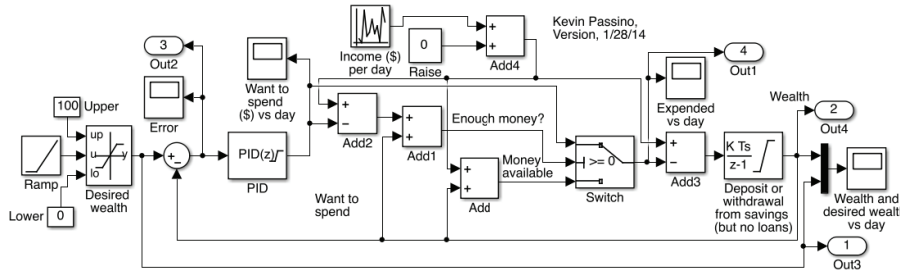 Kevin Passino,
Version, 1/28/14
3
Out2
Income ($)
per day
0
Raise
+
+
Add4
4
Out1
Want to
spend
($) vs day
Expended
vs day
Error
100
Upper
Wealth
2
Out4
up
u
y
lo
Desired
wealth
Ramp
Lower
0
+
−
PID(z)
PID
+
−
Add2
+
+
Add1
Enough money?
+
+
Add
Money
available
>= 0
Switch
+
−
Add3
K Ts
z-1
Deposit or
withdrawal
from savings
(but no loans)
Wealth and
desired wealt
vs day
Want to
spend
1
Out3